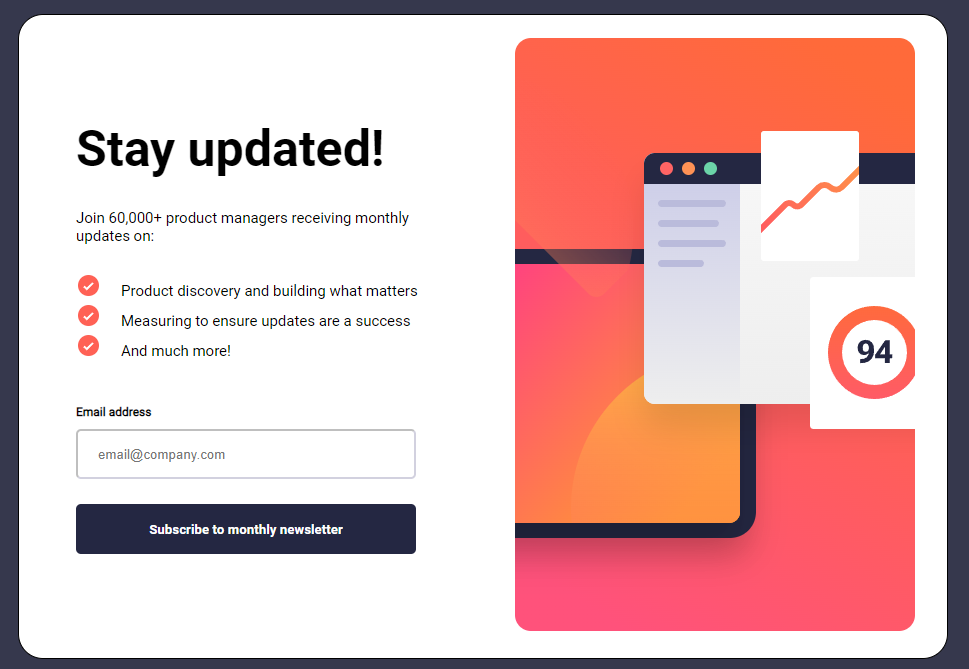 Stay updated!
Join 60,000+ product managers receiving monthly
updates on:
Product discovery and building what matters
Measuring to ensure updates are a success
And much more!
Email address
email@company.com
Subscribe to monthly newsletter
94